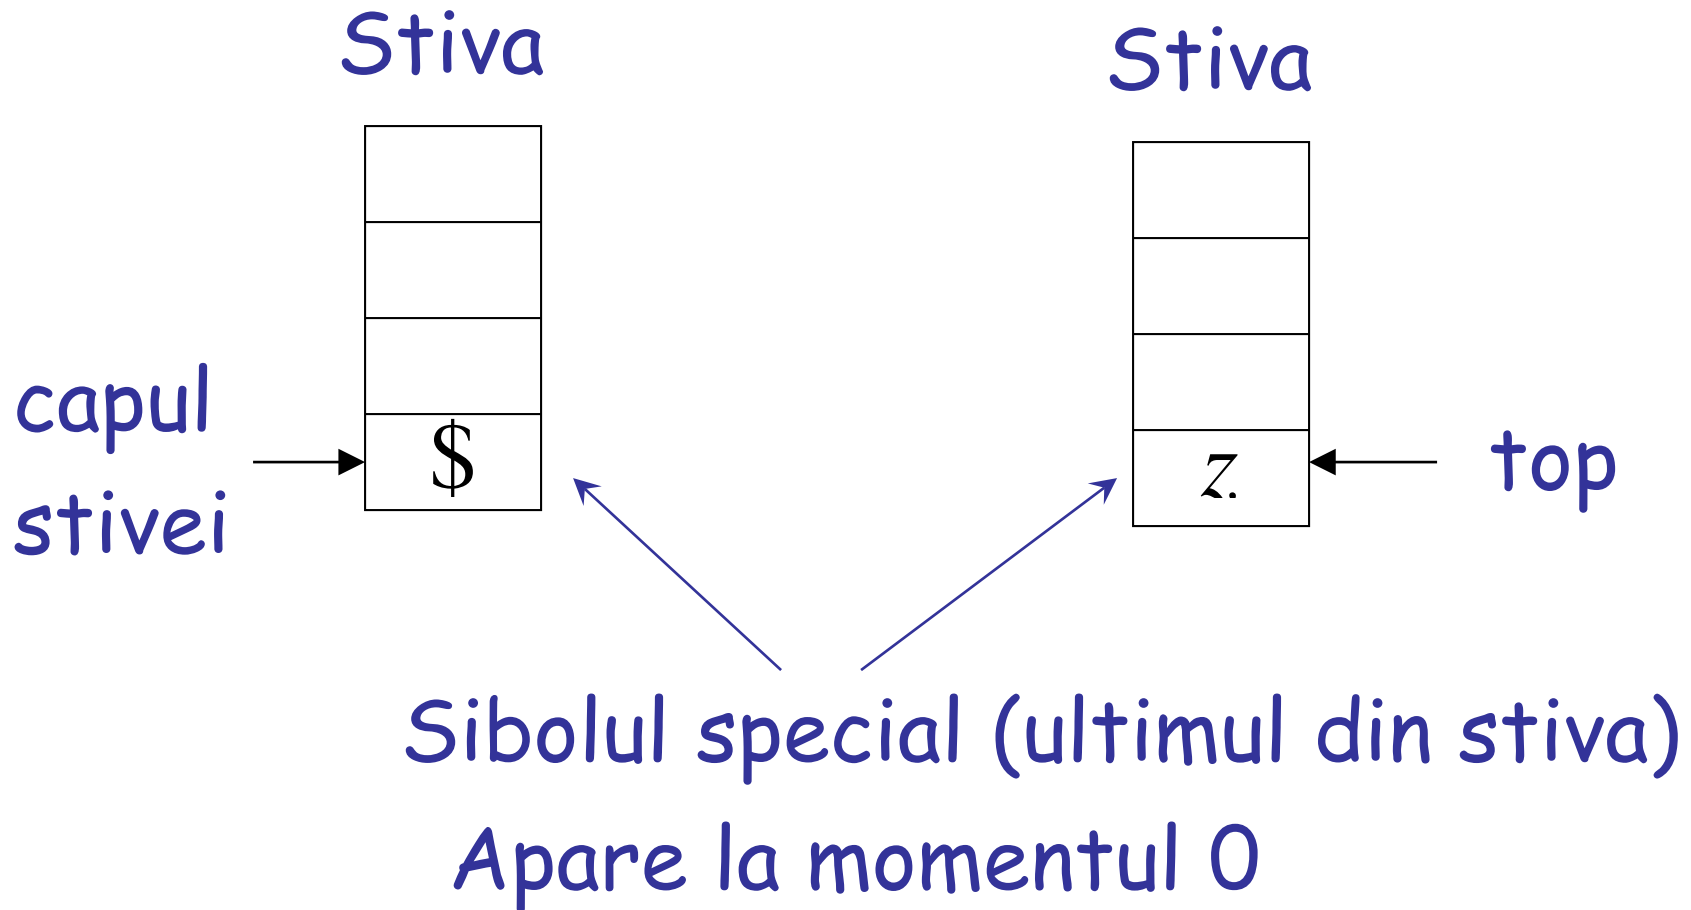 Stiva
Stiva
capul
stivei
$
z.
top
Sibolul special (ultimul din stiva)
Apare la momentul 0